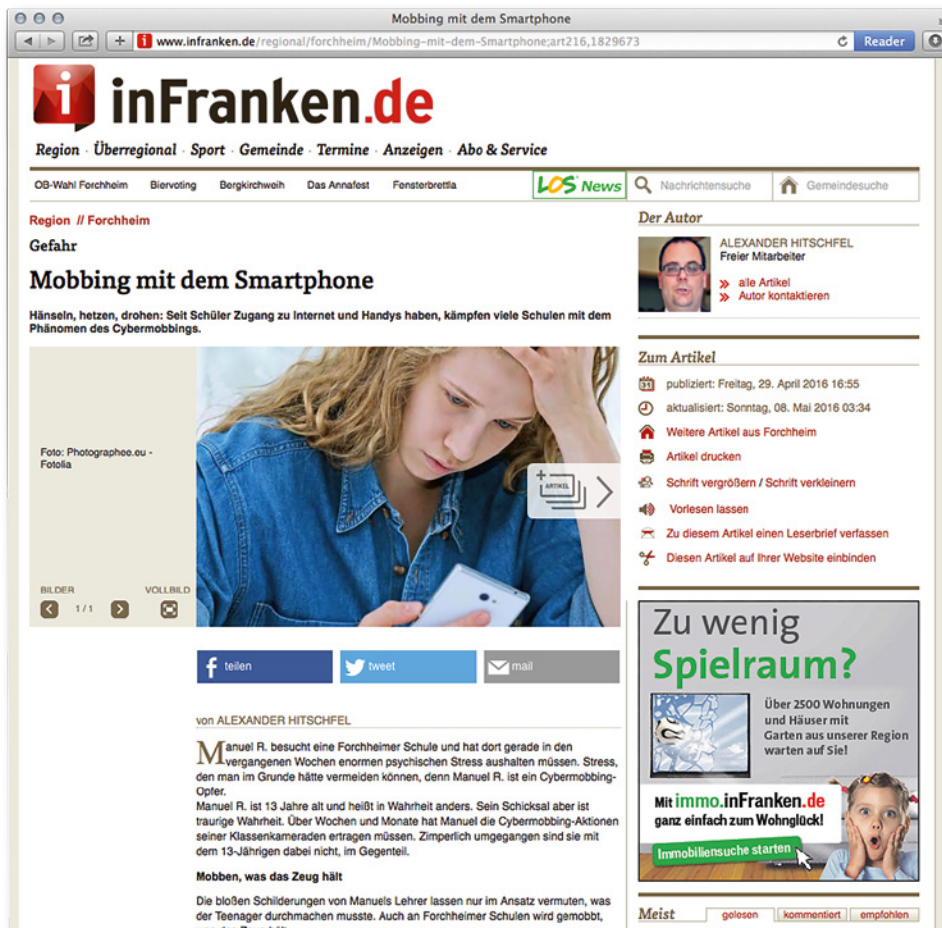 Mobbing mit dem Smartphone
www.infranken.de/regional/forchheim/Mobbing-mit-dem-Smartphone;art216,1829673
Reader
i inFranken.de
Region · Überregional · Sport · Gemeinde · Termine · Anzeigen · Abo & Service
OB-Wahl Forchheim Biervoting Bergkirchweih Das Annafest Fensterbrettla
LOS News
Nachrichtensuche
Gemeindesuche
Region // Forchheim
Gefahr
Mobbing mit dem Smartphone
Hänseln, hetzen, drohen: Seit Schüler Zugang zu Internet und Handys haben, kämpfen viele Schulen mit dem
Phänomen des Cybermobbings.
Foto: Photographee.eu -
Fotolia
ARTIKEL
BILDER VOLLBILD
1/1
teilen
tweet
mail
von ALEXANDER HITSCHFEL
Manuel R. besucht eine Forchheimer Schule und hat dort gerade in den
vergangenen Wochen enormen psychischen Stress aushalten müssen. Stress,
den man im Grunde hätte vermeiden können, denn Manuel R. ist ein Cybermobbing-
Opfer.
Manuel R. ist 13 Jahre alt und heißt in Wahrheit anders. Sein Schicksal aber ist
traurige Wahrheit. Über Wochen und Monate hat Manuel die Cybermobbing-Aktionen
seiner Klassenkameraden ertragen müssen. Zimperlich umgegangen sind sie mit
dem 13-Jährigen dabei nicht, im Gegenteil.
Mobben, was das Zeug hält
Die bloßen Schilderungen von Manuels Lehrer lassen nur im Ansatz vermuten, was
der Teenager durchmachen musste. Auch an Forchheimer Schulen wird gemobbt,
Der Autor
ALEXANDER HITSCHFEL
Freier Mitarbeiter
alle Artikel
Autor kontaktieren
Zum Artikel
31 publiziert: Freitag, 29. April 2016 16:55
aktualisiert: Sonntag, 08. Mai 2016 03:34
Weitere Artikel aus Forchheim
Artikel drucken
Schrift vergrößern / Schrift verkleinern
Vorlesen lassen
Zu diesem Artikel einen Leserbrief verfassen
Diesen Artikel auf Ihrer Website einbinden
Zu wenig
Spielraum?
Über 2500 Wohnungen
und Häuser mit
Garten aus unserer Region
warten auf Sie!
Mit immo.inFranken.de
ganz einfach zum Wohnglück!
Immobiliensuche starten
Meist gelesen kommentiert empfohlen